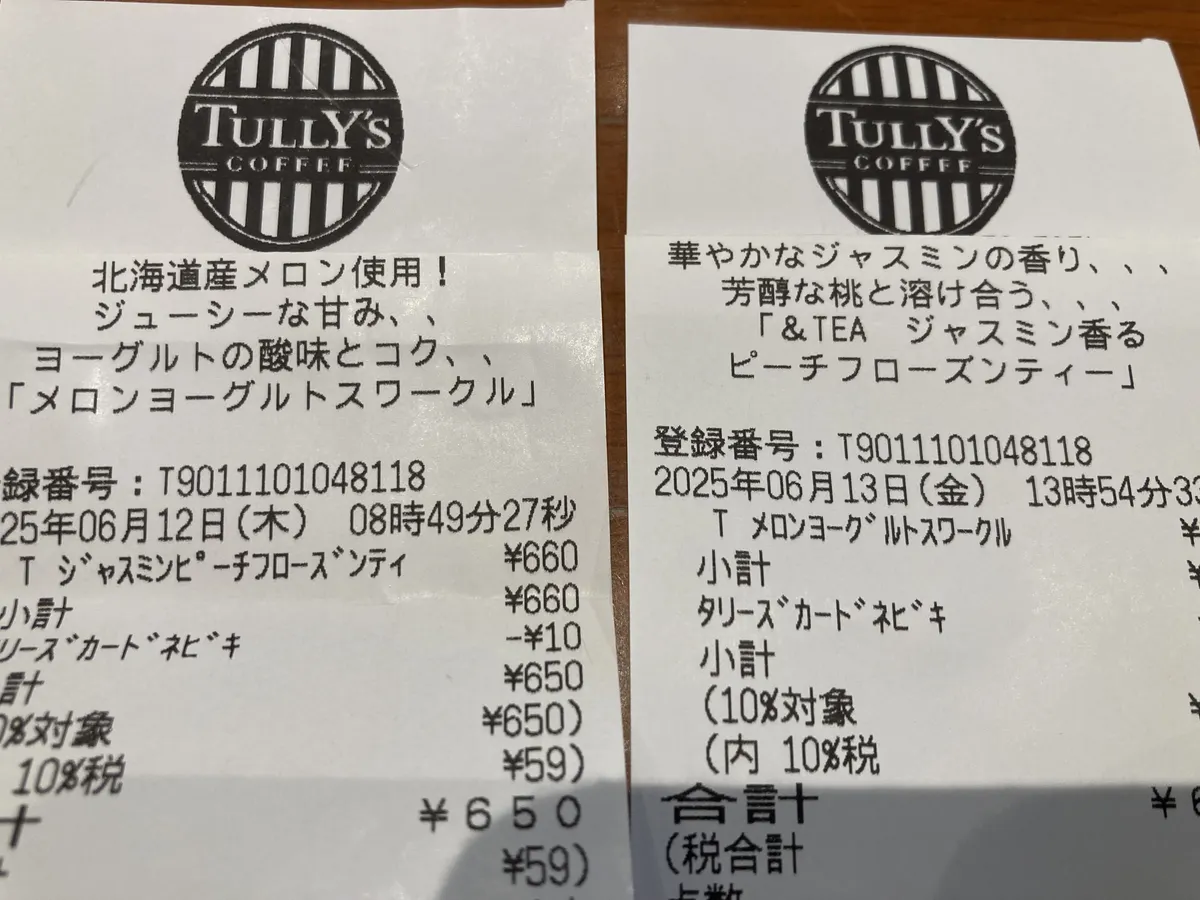 TULLY'S
COFFEE
北海道産メロン使用!
ジューシーな甘み、、
ヨーグルトの酸味とコク、、
「メロンヨーグルトスワークル」
録番号:T9011101048118
25年06月12日(木) 08時49分27秒
T ジャスミンピーチフローズンティ ¥660
小計 ¥660
リーズカードネビキ -¥10
計 ¥650
0%対象 ¥650)
10%税 ¥59)
計 ¥650
¥59)
TULLY'S
COFFEE
華やかなジャスミンの香り、、、
芳醇な桃と溶け合う、、、
「&TEA ジャスミン香る
ピーチフローズンティー」
登録番号:T9011101048118
2025年06月13日(金) 13時54分33
T メロンヨーグルトスワークル ¥
小計 ¥
タリーズカードネビキ
小計
(10%対象 ¥
(内 10%税
合計 ¥6
(税合計
点数